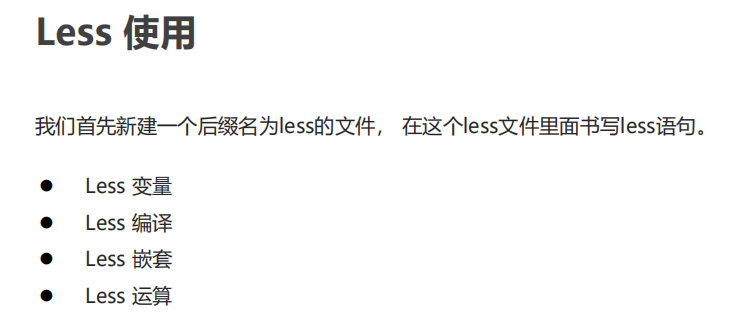 Less 使用
我们首先新建一个后缀名为less的文件， 在这个less文件里面书写less语句。
● Less 变量
● Less 编译
● Less 嵌套
● Less 运算